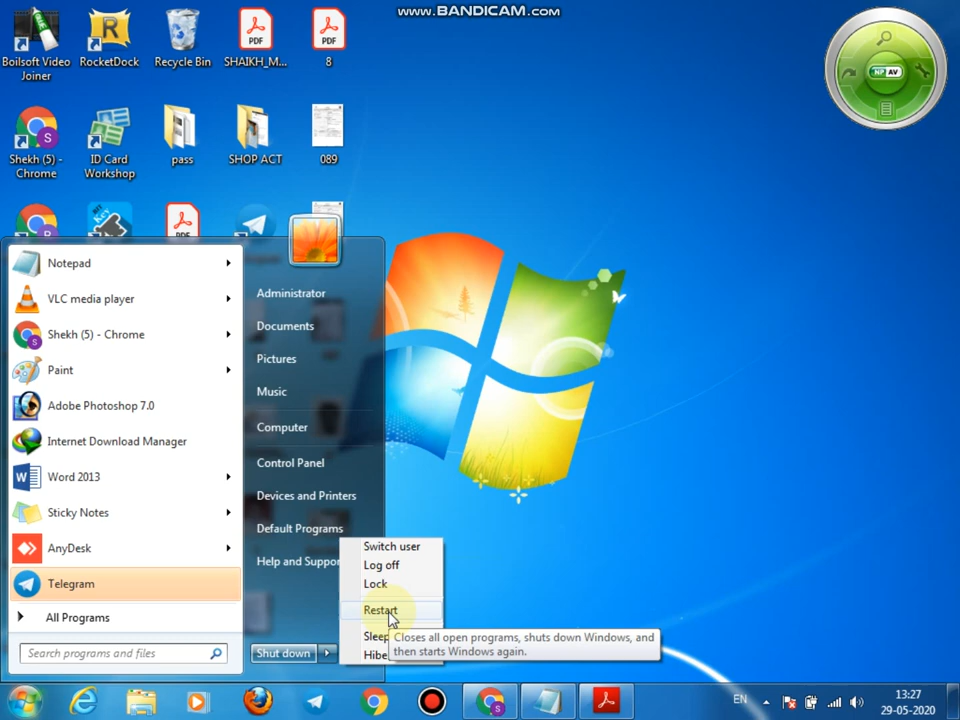 www.BANDICAM.com
Boilsoft Video
Joiner
RocketDock
Recycle Bin
SHAIKH_M...
8
Shekh (5) -
Chrome
ID Card
Workshop
pass
SHOP ACT
089
NP AV
Notepad
VLC media player
Shekh (5) - Chrome
Paint
Adobe Photoshop 7.0
Internet Download Manager
Word 2013
Sticky Notes
AnyDesk
Telegram
All Programs
Search programs and files
Administrator
Documents
Pictures
Music
Computer
Control Panel
Devices and Printers
Default Programs
Help and Suppor
Shut down
Switch user
Log off
Lock
Restart
Sleep
Hibe
Closes all open programs, shuts down Windows, and
then starts Windows again.
EN
13:27
29-05-2020